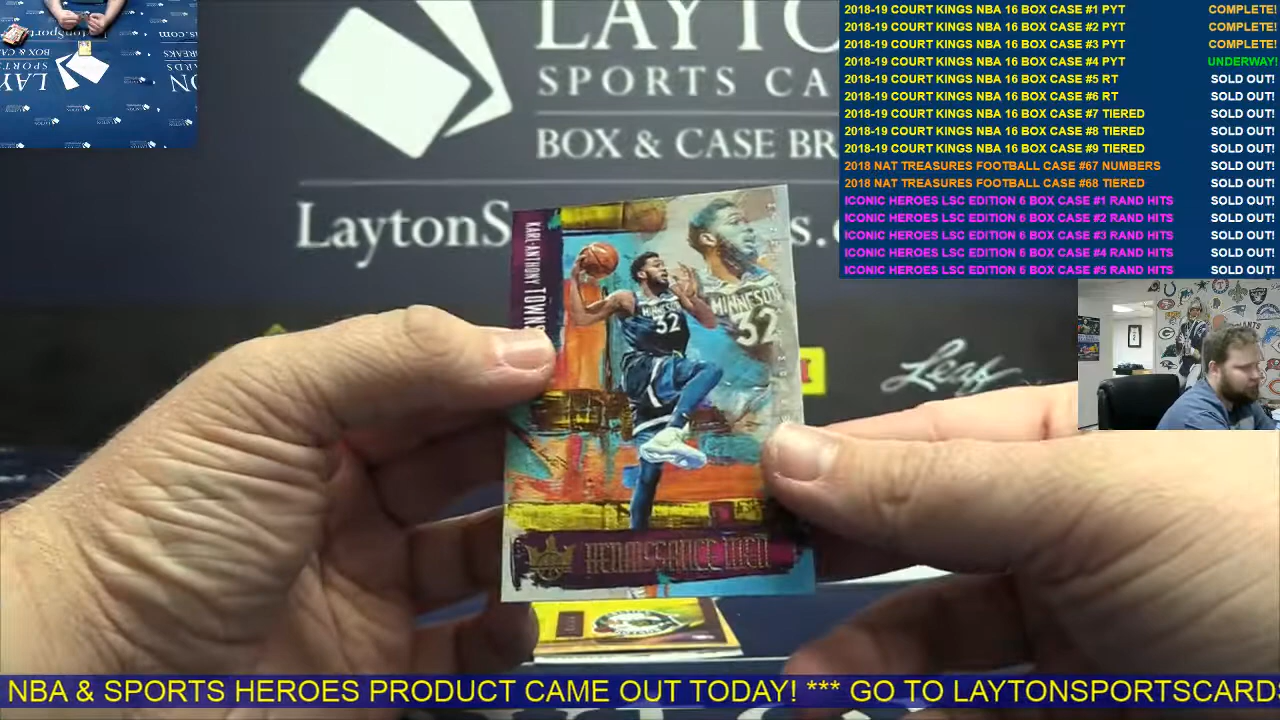 LAYTO
SPORTS CA
BOX & CASE BR
LaytonS s.c
2018-19 COURT KINGS NBA 16 BOX CASE #1 PYT COMPLETE!
2018-19 COURT KINGS NBA 16 BOX CASE #2 PYT COMPLETE!
2018-19 COURT KINGS NBA 16 BOX CASE #3 PYT COMPLETE!
2018-19 COURT KINGS NBA 16 BOX CASE #4 PYT UNDERWAY!
2018-19 COURT KINGS NBA 16 BOX CASE #5 RT SOLD OUT!
2018-19 COURT KINGS NBA 16 BOX CASE #6 RT SOLD OUT!
2018-19 COURT KINGS NBA 16 BOX CASE #7 TIERED SOLD OUT!
2018-19 COURT KINGS NBA 16 BOX CASE #8 TIERED SOLD OUT!
2018-19 COURT KINGS NBA 16 BOX CASE #9 TIERED SOLD OUT!
2018 NAT TREASURES FOOTBALL CASE #67 NUMBERS SOLD OUT!
2018 NAT TREASURES FOOTBALL CASE #68 TIERED SOLD OUT!
ICONIC HEROES LSC EDITION 6 BOX CASE #1 RAND HITS SOLD OUT!
ICONIC HEROES LSC EDITION 6 BOX CASE #2 RAND HITS SOLD OUT!
ICONIC HEROES LSC EDITION 6 BOX CASE #3 RAND HITS SOLD OUT!
ICONIC HEROES LSC EDITION 6 BOX CASE #4 RAND HITS SOLD OUT!
ICONIC HEROES LSC EDITION 6 BOX CASE #5 RAND HITS SOLD OUT!
KARL-ANTHONY TOWNS
MINNESOTA
32
MINNESOT
32
RENAISSANCE MEN
Leaf
NBA & SPORTS HEROES PRODUCT CAME OUT TODAY! *** GO TO LAYTONSPORTSCARDS